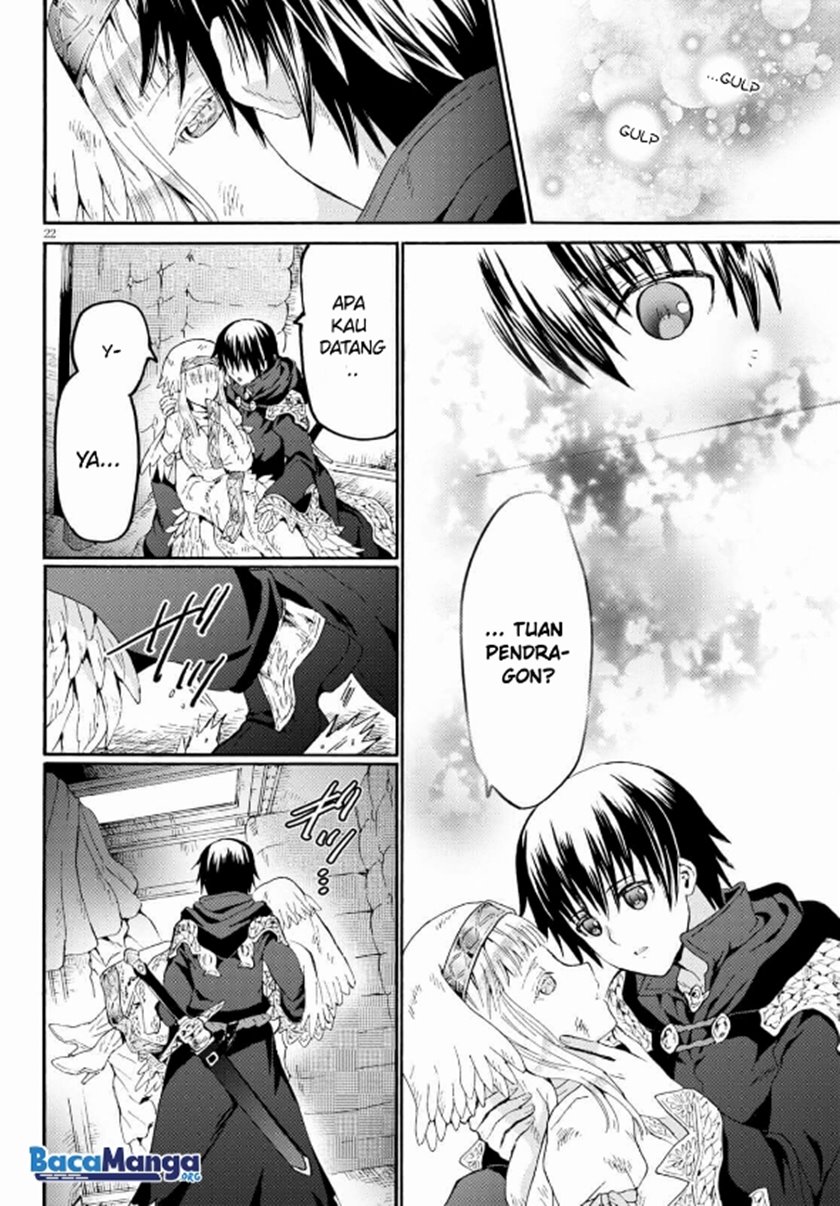 ...GULP
GULP
22
... TUAN
PENDRA-
GON?
APA
KAU
DATANG
..
Y-
YA...
BacaManga
.ORG